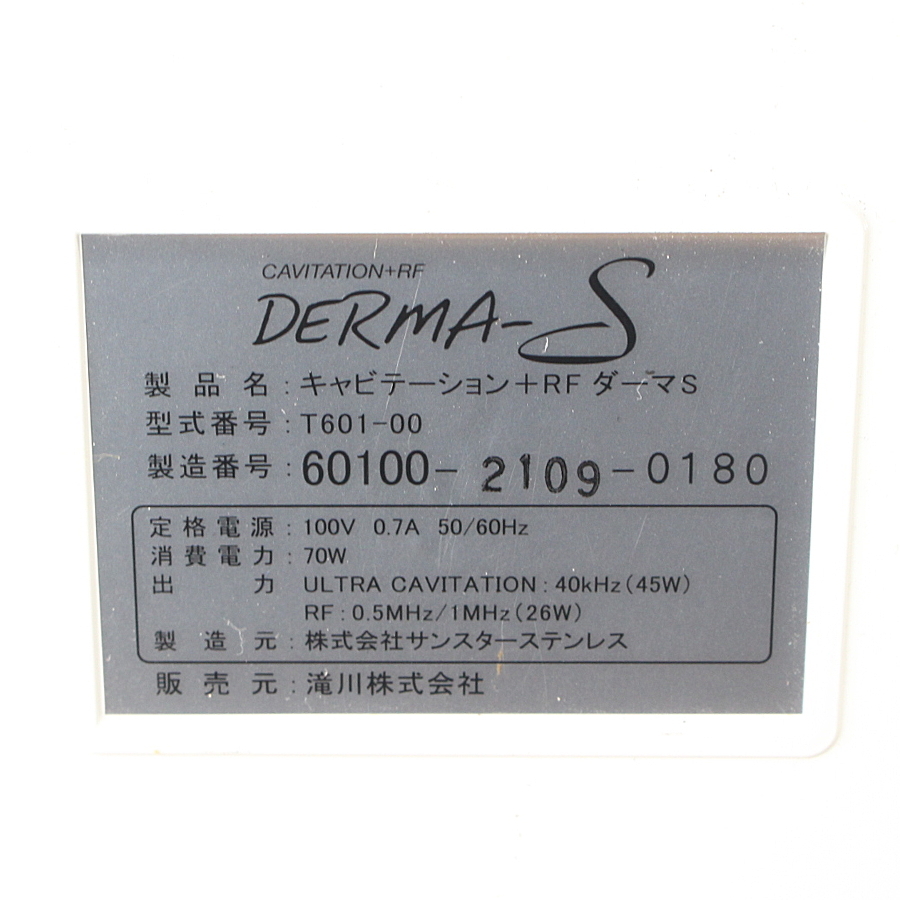 CAVITATION+RF
DERMA-S
製品名：キャビテーション＋RF ダーマS
型式番号：T601-00
製造番号：60100-2109-0180
定格電源：100V 0.7A 50/60Hz
消費電力：70W
出力 ULTRA CAVITATION：40kHz(45W)
RF：0.5MHz/1MHz(26W)
製造元：株式会社サンスターステンレス
販売元：滝川株式会社